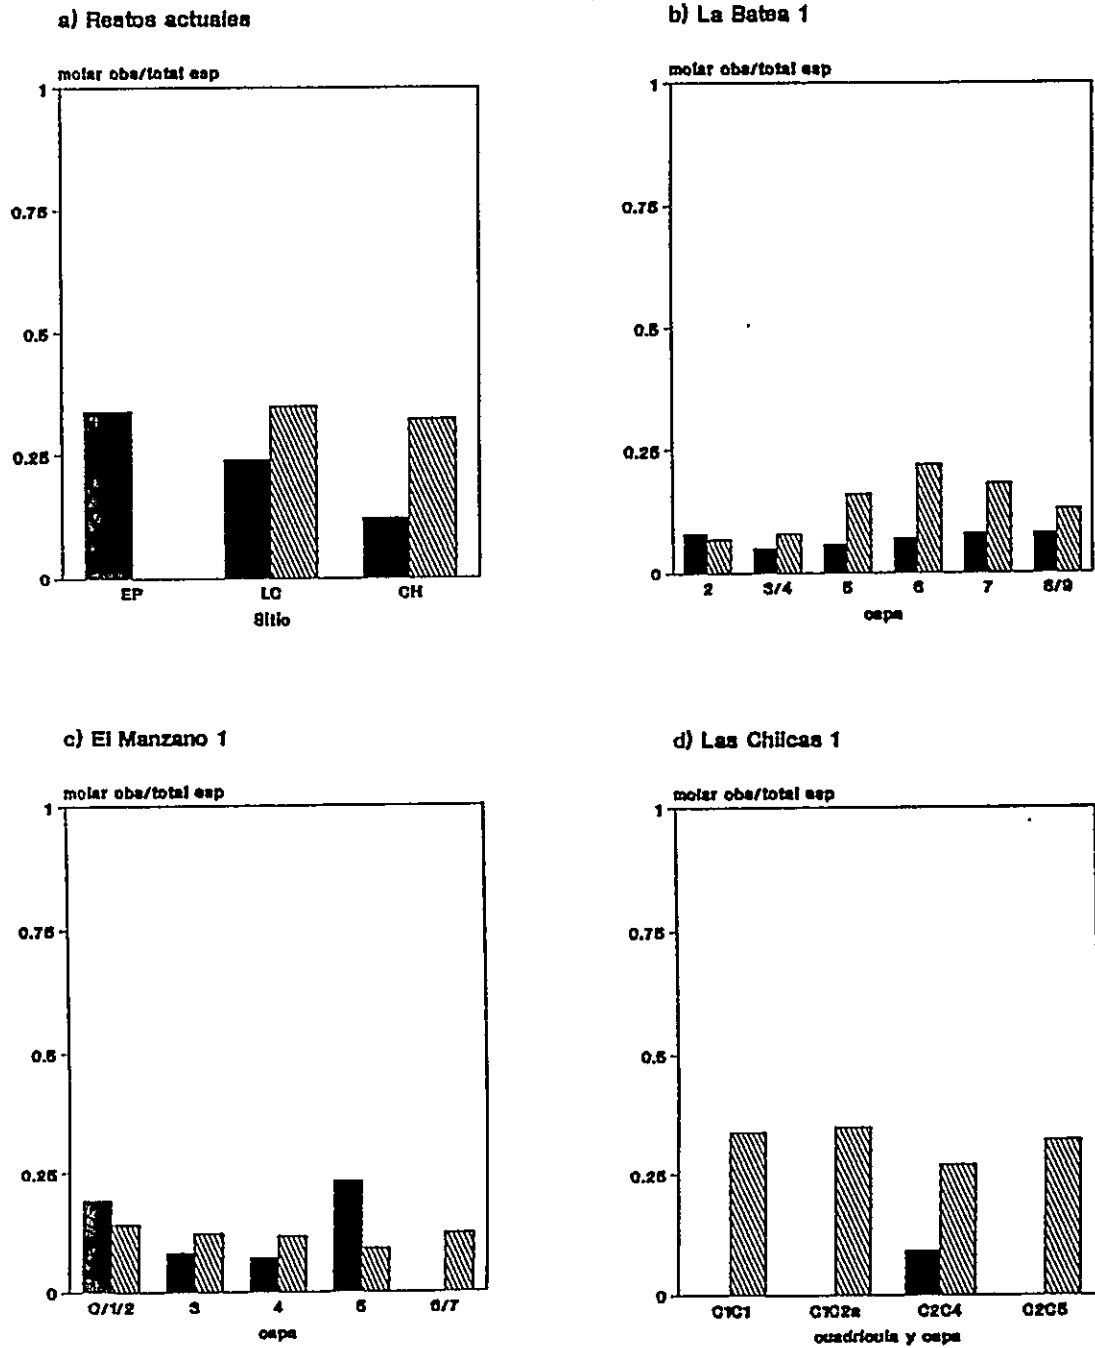 a) Restos actuales
molar obs/total esp
1
0.75
0.5
0.25
0
EP LC CH
Sitio
b) La Batea 1
molar obs/total esp
1
0.75
0.5
0.25
0
2 3/4 5 6 7 8/9
capa
c) El Manzano 1
molar obs/total esp
1
0.75
0.5
0.25
0
0/1/2 3 4 5 6/7
capa
d) Las Chilcas 1
molar obs/total esp
1
0.75
0.5
0.25
0
C1C1 C1C2a C2C4 C2C5
cuadrícula y capa